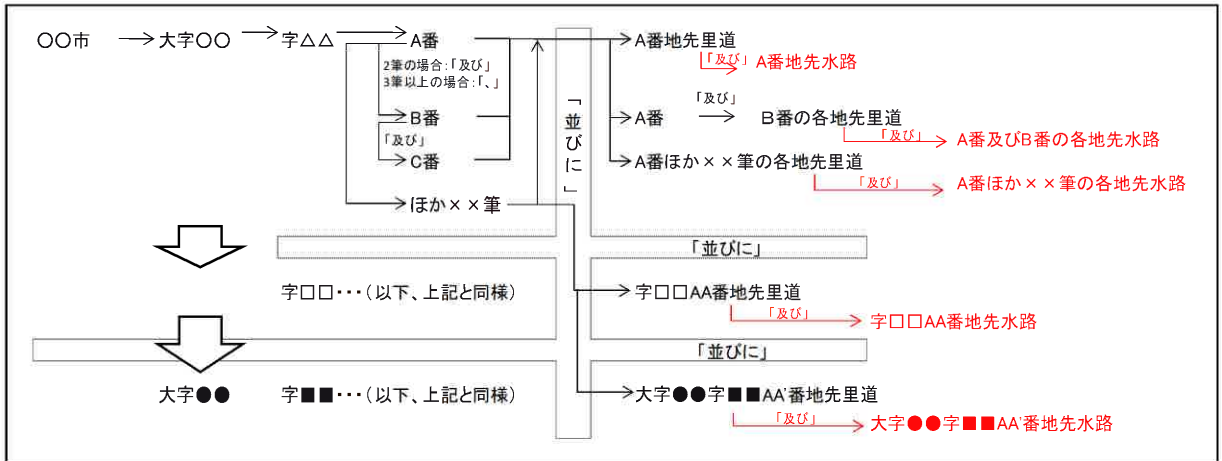 〇〇市 → 大字〇〇 → 字△△ → A番 → A番地先里道
「及び」 A番地先水路
2筆の場合:「及び」
3筆以上の場合:「、」
B番
「及び」
C番
ほか××筆
「並びに」
A番 「及び」 → B番の各地先里道
「及び」 A番及びB番の各地先水路
A番ほか××筆の各地先里道
「及び」 A番ほか××筆の各地先水路
「並びに」
字□□・・・(以下、上記と同様) 字□□AA番地先里道
「及び」 字□□AA番地先水路
「並びに」
大字●● 字■■・・・(以下、上記と同様) 大字●●字■■AA'番地先里道
「及び」 大字●●字■■AA'番地先水路